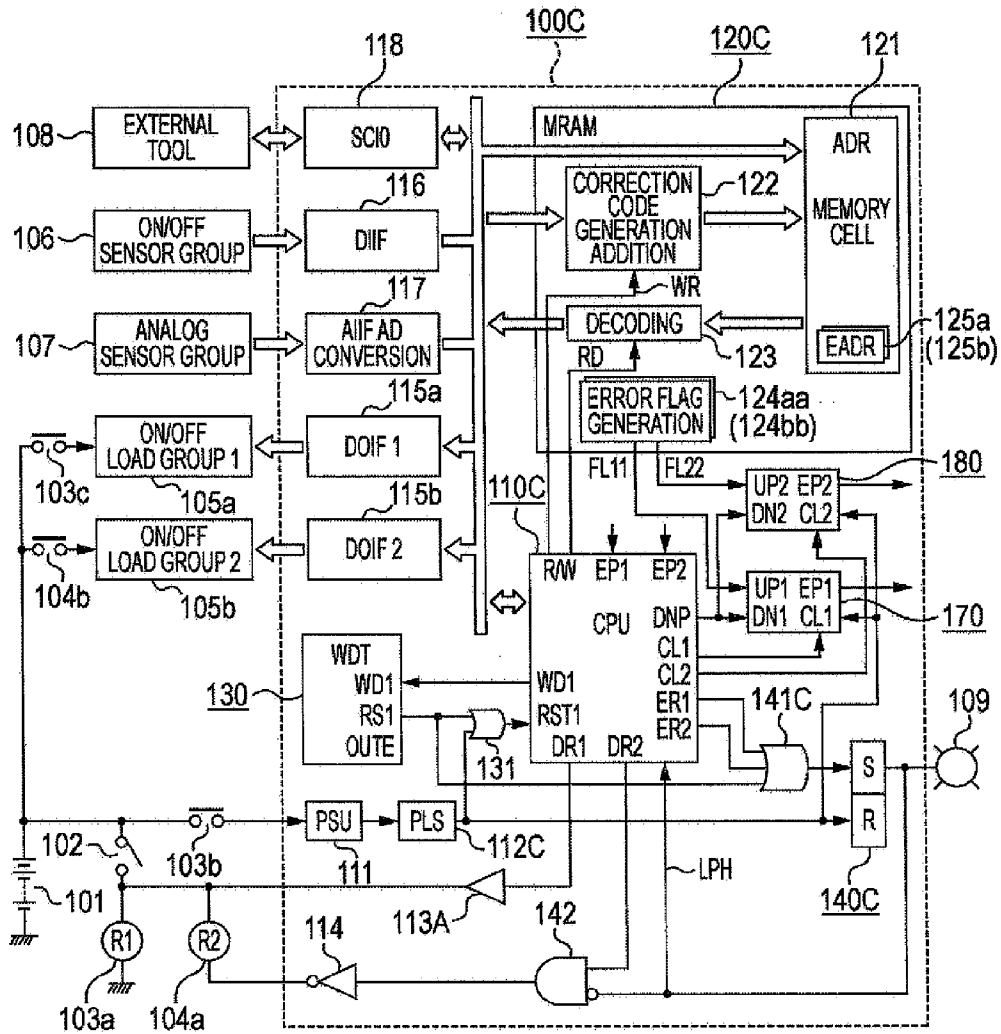 100C
118
120C
121
108
EXTERNAL
TOOL
SCI0
MRAM
ADR
MEMORY
CELL
106
ON/OFF
SENSOR GROUP
116
DIIF
CORRECTION
CODE
GENERATION
ADDITION
122
WR
107
ANALOG
SENSOR GROUP
117
AIIF AD
CONVERSION
DECODING
RD
123
EADR
125a
(125b)
115a
ERROR FLAG
GENERATION
124aa
(124bb)
103c
ON/OFF
LOAD GROUP 1
105a
DOIF 1
FL11
FL22
115b
110C
180
UP2 EP2
DN2 CL2
104b
ON/OFF
LOAD GROUP 2
105b
DOIF 2
R/W
EP1
EP2
CPU
UP1 EP1
DN1 CL1
170
DNP
CL1
CL2
ER1
ER2
WD1
RST1
DR1
DR2
130
WDT
WD1
RS1
OUTE
131
141C
109
S
R
140C
102
103b
PSU
111
PLS
112C
101
113A
LPH
142
114
R1
103a
R2
104a